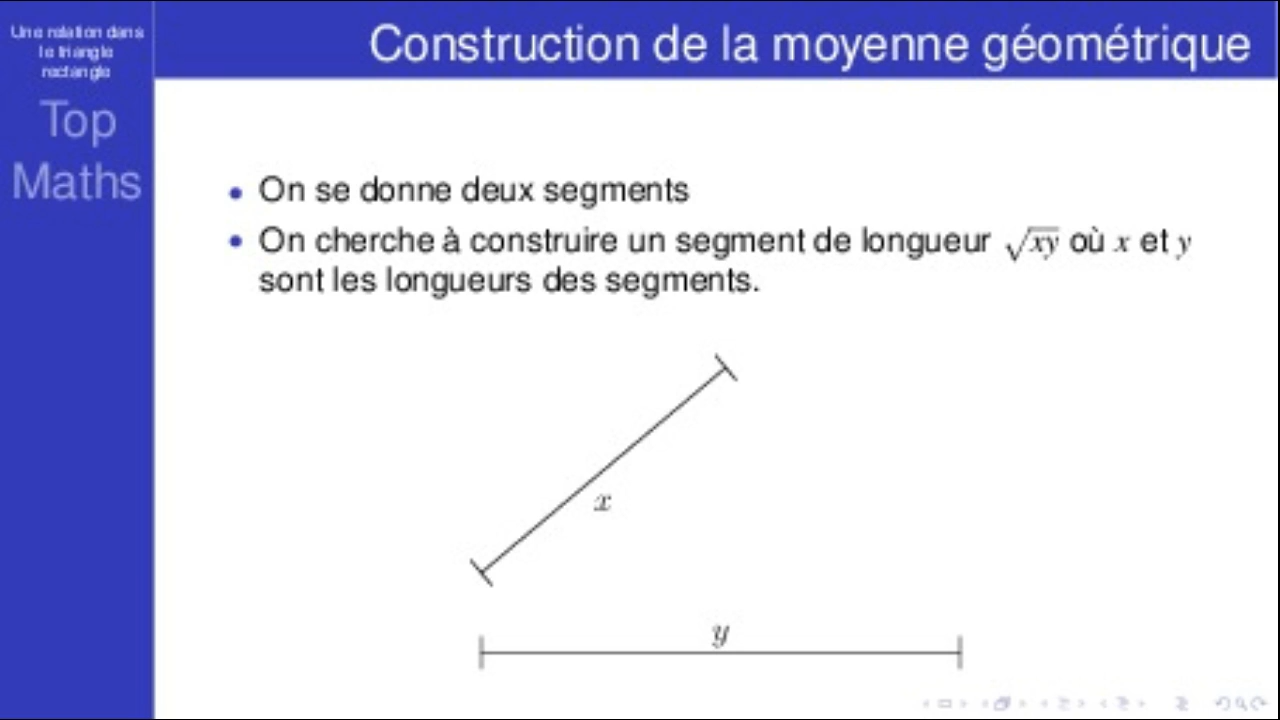 Une relation dans
le triangle
rectangle
Top
Maths
Construction de la moyenne géométrique
• On se donne deux segments
• On cherche à construire un segment de longueur √xy où x et y
sont les longueurs des segments.
x
y